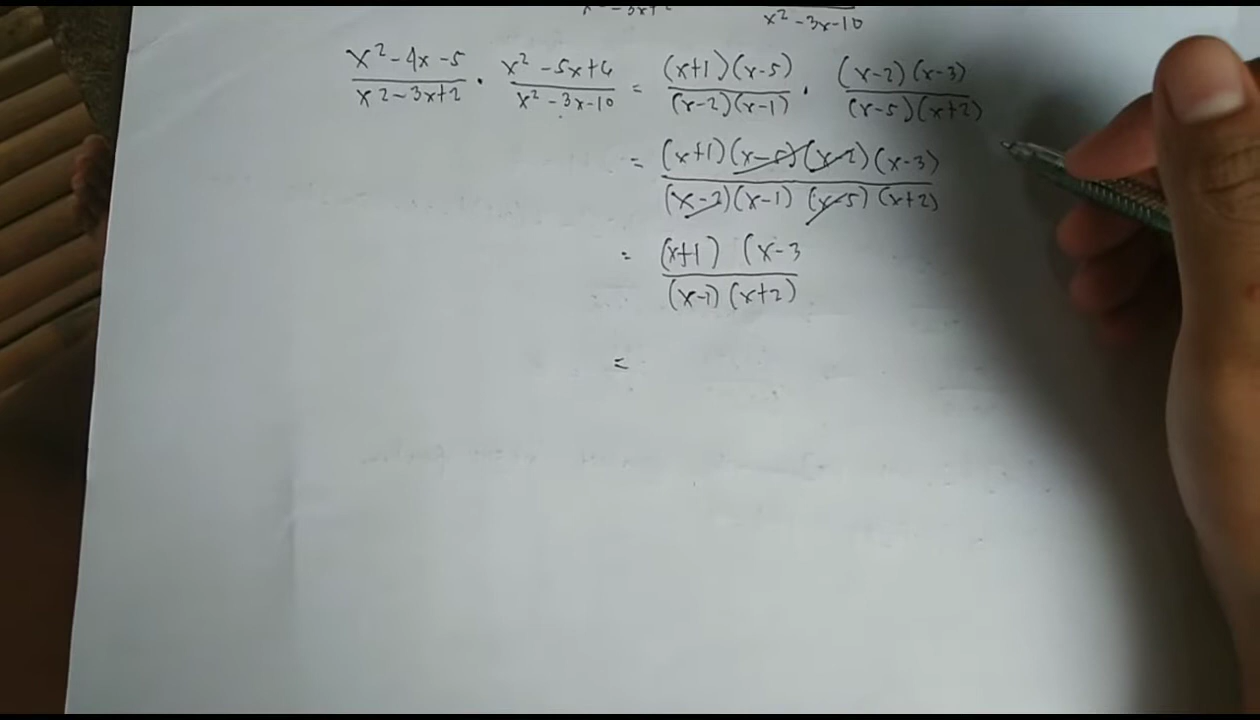 x² - 3x - 10
x² - 4x - 5 / x2 - 3x + 2 · x² - 5x + 6 / x² - 3x - 10 = (x+1)(x-5) / (x-2)(x-1) · (x-2)(x-3) / (x-5)(x+2)
= (x+1)(x-5)(x-2)(x-3) / (x-2)(x-1)(x-5)(x+2)
= (x+1) (x-3 / (x-1)(x+2)
=